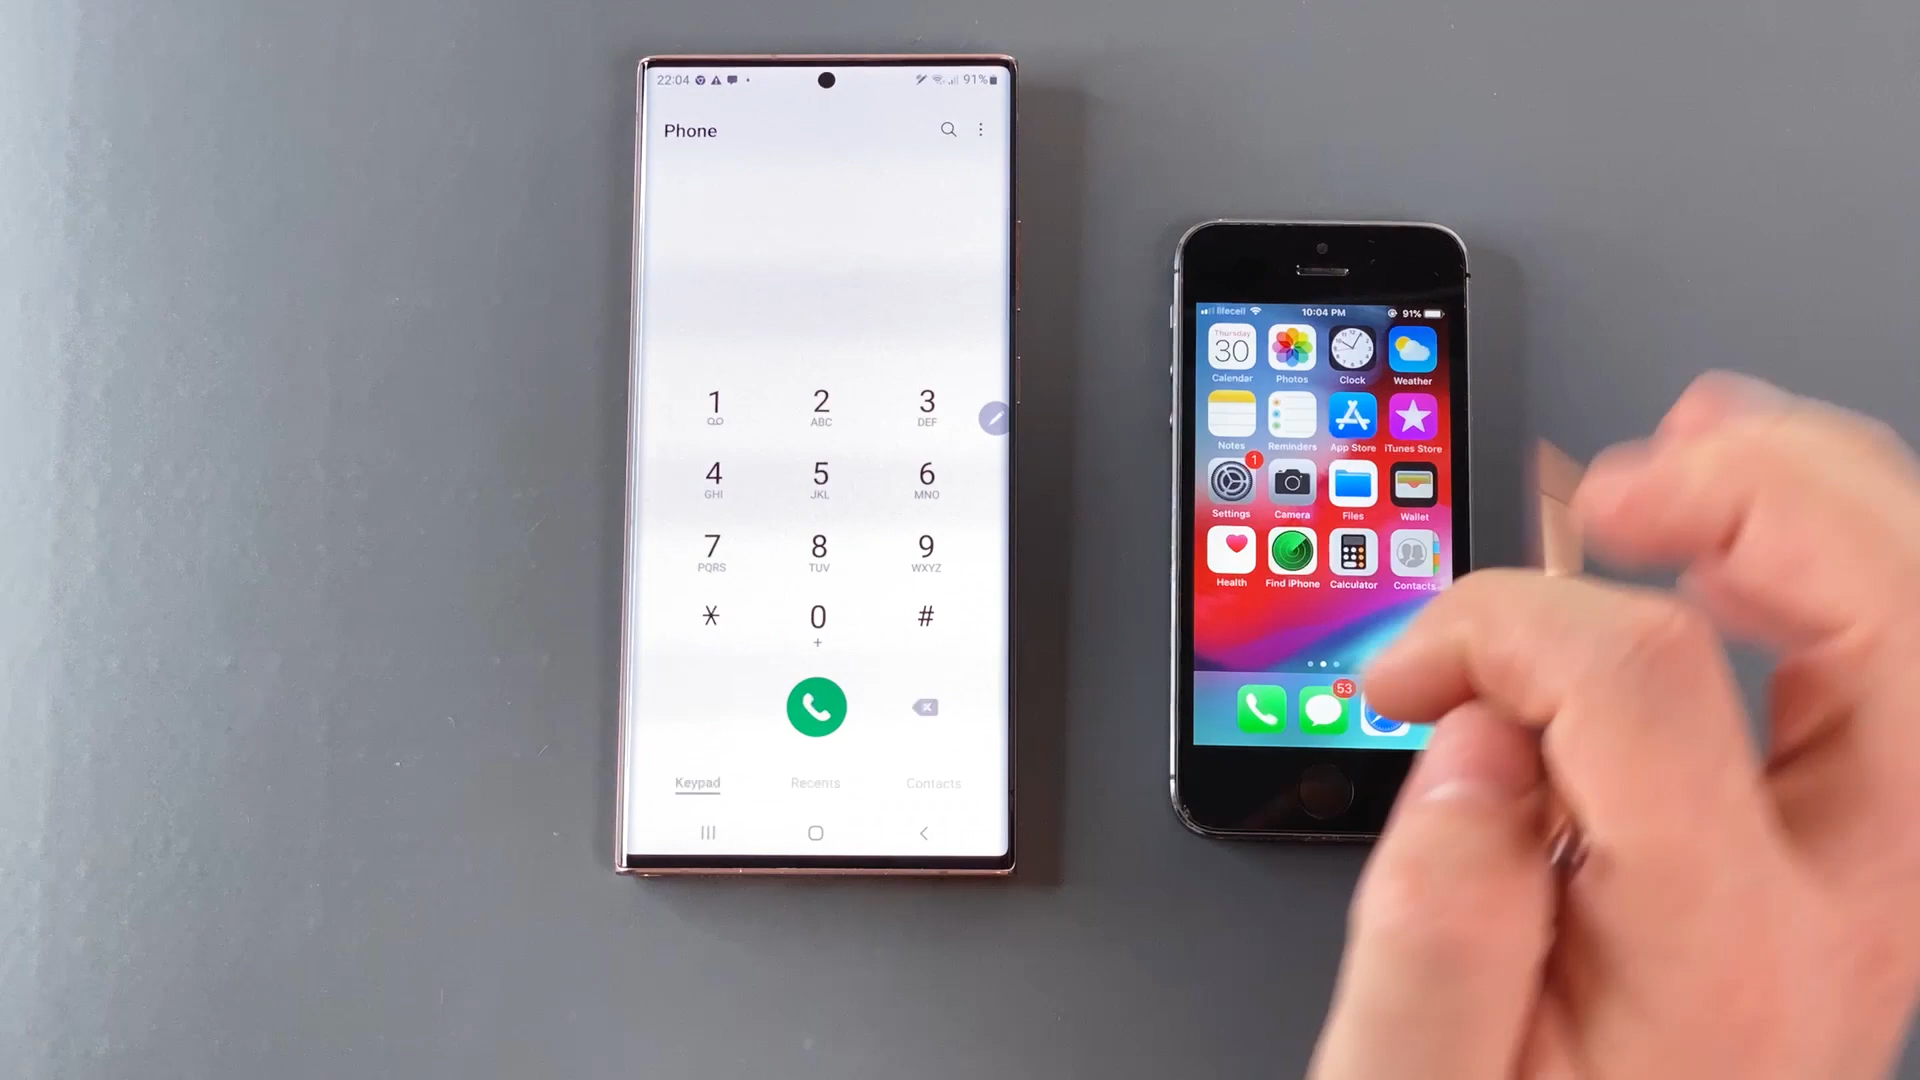 22:04
91%
Phone
1
2
ABC
3
DEF
4
GHI
5
JKL
6
MNO
7
PQRS
8
TUV
9
WXYZ
*
0
+
#
Keypad
Recents
Contacts
lifecell
10:04 PM
91%
Thursday
30
Calendar
Photos
Clock
Weather
Notes
Reminders
App Store
iTunes Store
1
Settings
Camera
Files
Wallet
Health
Find iPhone
Calculator
Contacts
53